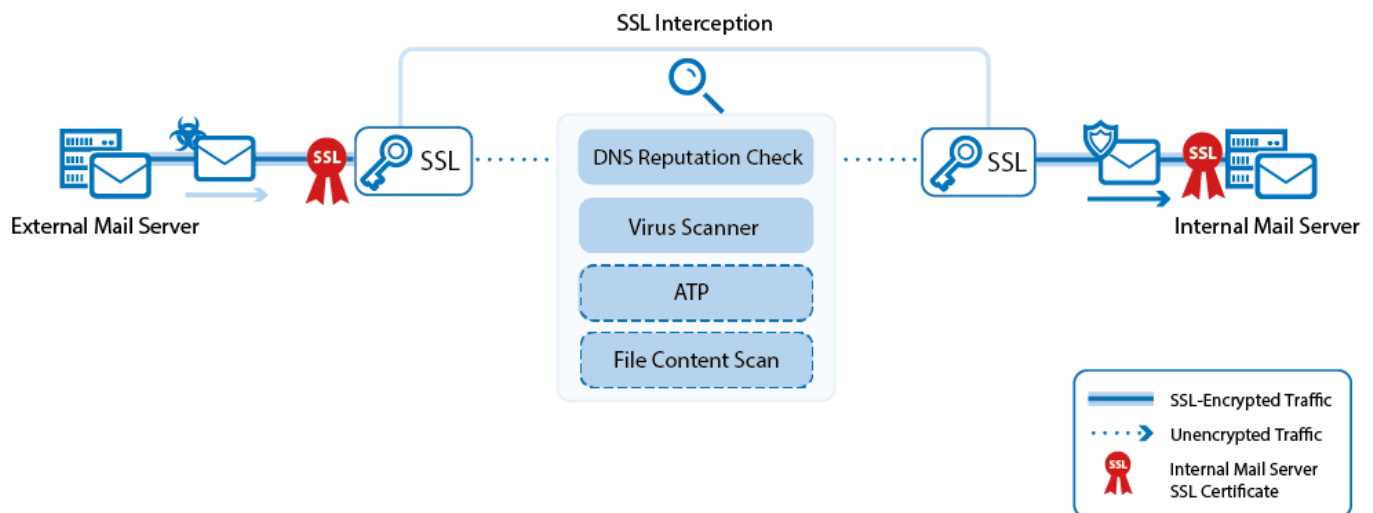 SSL Interception
DNS Reputation Check
SSL
SSL
SSL
SSL
Virus Scanner
External Mail Server
Internal Mail Server
ATP
File Content Scan
SSL-Encrypted Traffic
Unencrypted Traffic
SSL
Internal Mail Server
SSL Certificate